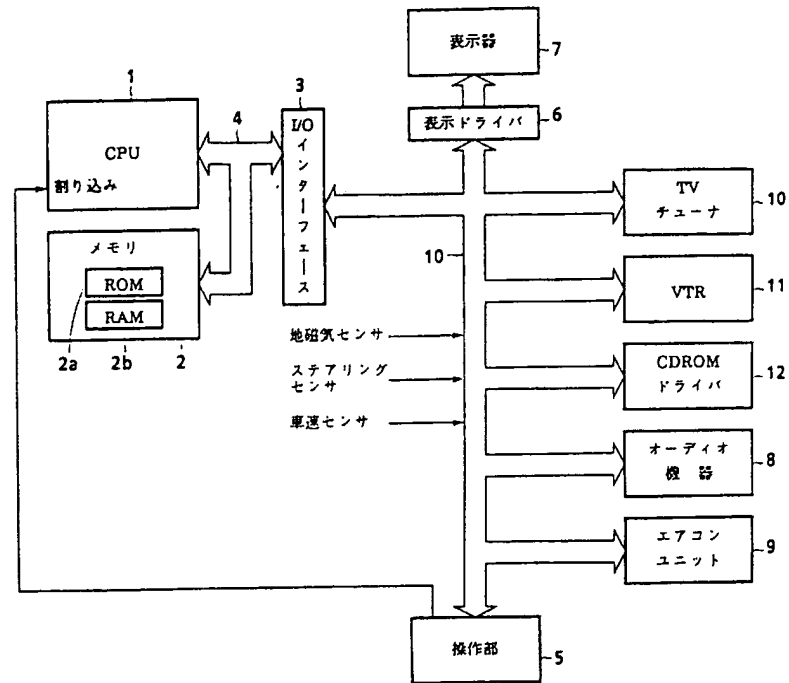 表示器
7
1
3
表示ドライバ
6
4
CPU
割り込み
I/O
インターフェース
TV
チューナ
10
メモリ
ROM
RAM
2a
2b
2
10
VTR
11
地磁気センサ
ステアリング
センサ
車速センサ
CDROM
ドライバ
12
オーディオ
機 器
8
エアコン
ユニット
9
操作部
5